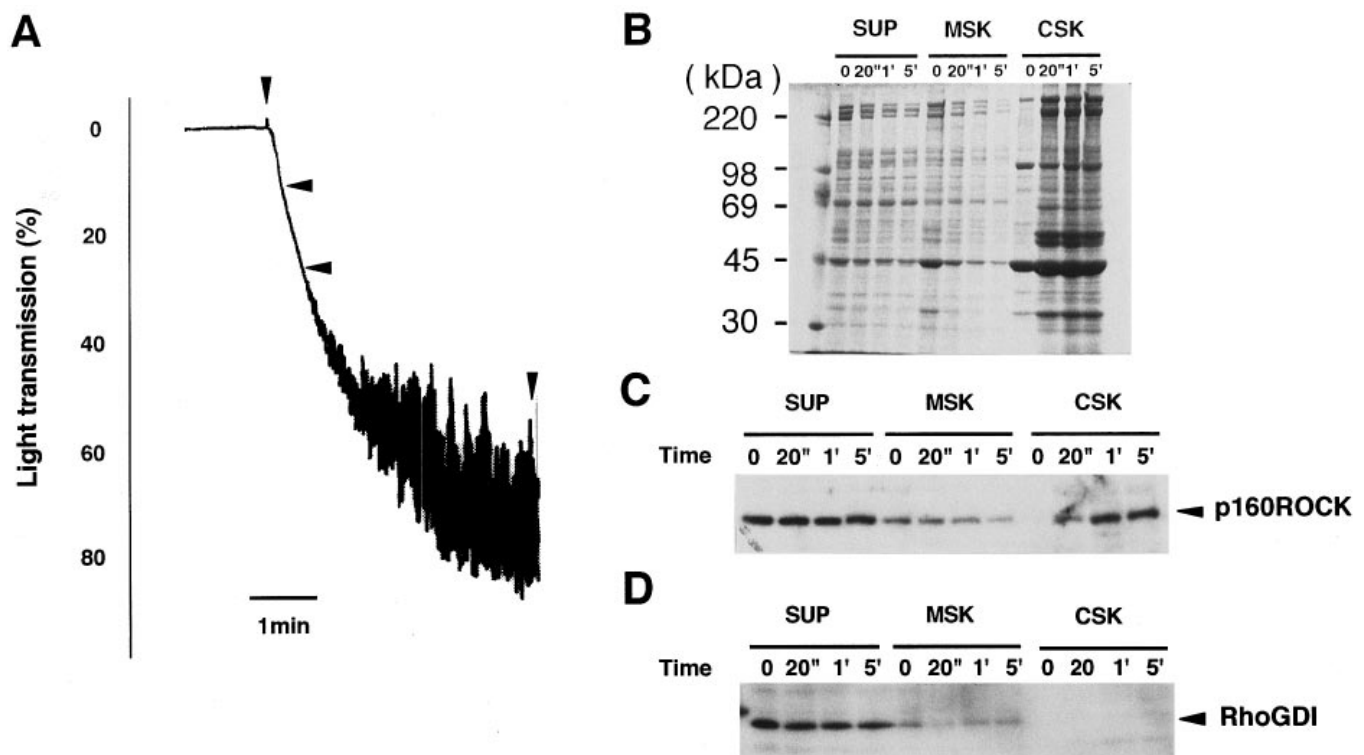 A
Light transmission (%)
0
20
40
60
80
1min
B
SUP MSK CSK
0 20" 1' 5' 0 20" 1' 5' 0 20" 1' 5'
( kDa)
220 -
98 -
69 -
45 -
30 -
C
SUP MSK CSK
Time 0 20" 1' 5' 0 20" 1' 5' 0 20" 1' 5'
p160ROCK
D
SUP MSK CSK
Time 0 20" 1' 5' 0 20" 1' 5' 0 20 1' 5'
RhoGDI